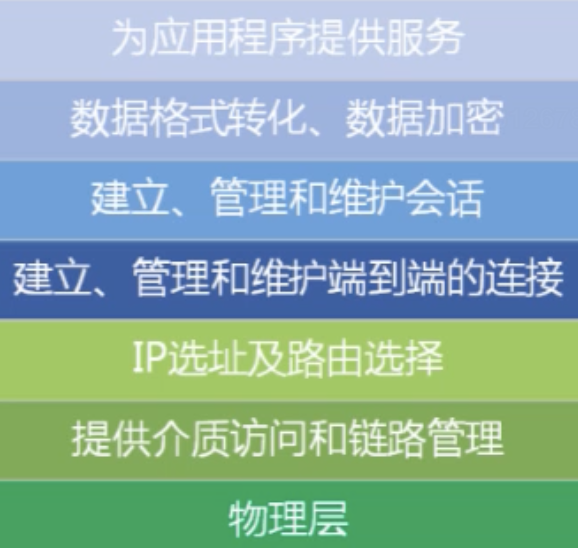 为应用程序提供服务
数据格式转化、数据加密
建立、管理和维护会话
建立、管理和维护端到端的连接
IP选址及路由选择
提供介质访问和链路管理
物理层